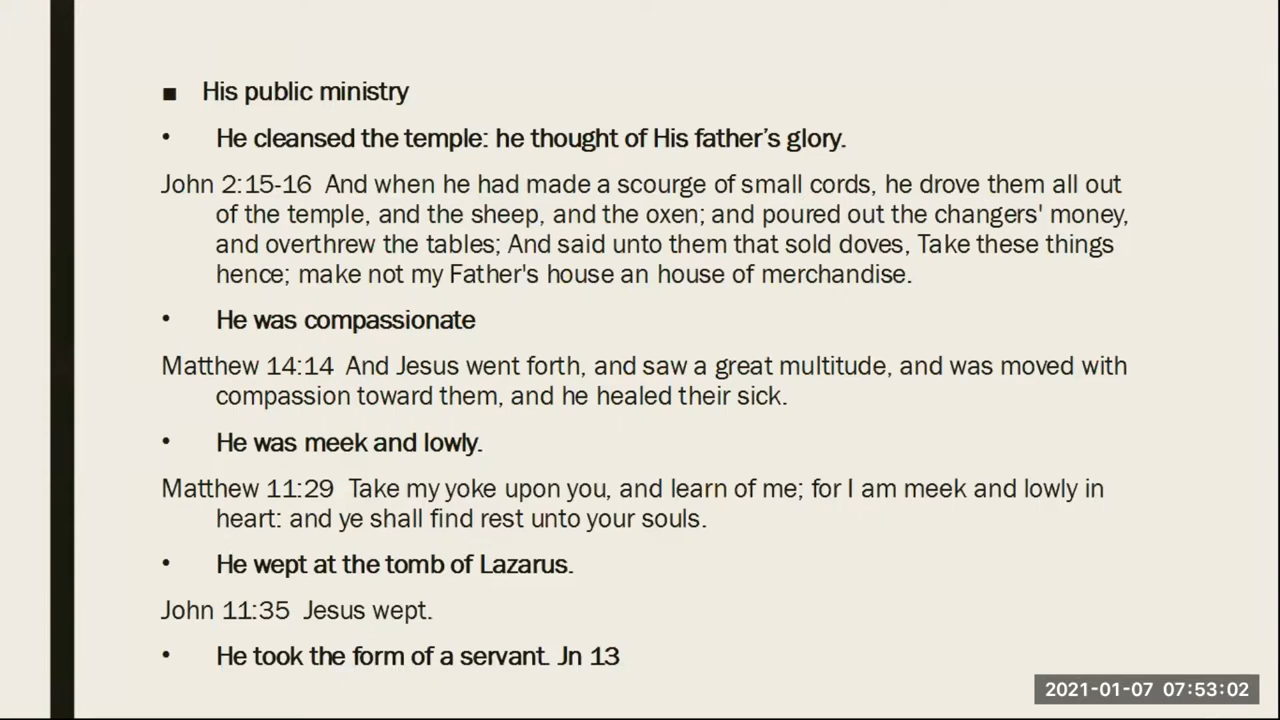 ■ His public ministry
• He cleansed the temple: he thought of His father’s glory.
John 2:15-16 And when he had made a scourge of small cords, he drove them all out
of the temple, and the sheep, and the oxen; and poured out the changers' money,
and overthrew the tables; And said unto them that sold doves, Take these things
hence; make not my Father's house an house of merchandise.
• He was compassionate
Matthew 14:14 And Jesus went forth, and saw a great multitude, and was moved with
compassion toward them, and he healed their sick.
• He was meek and lowly.
Matthew 11:29 Take my yoke upon you, and learn of me; for I am meek and lowly in
heart: and ye shall find rest unto your souls.
• He wept at the tomb of Lazarus.
John 11:35 Jesus wept.
• He took the form of a servant. Jn 13
2021-01-07 07:53:02